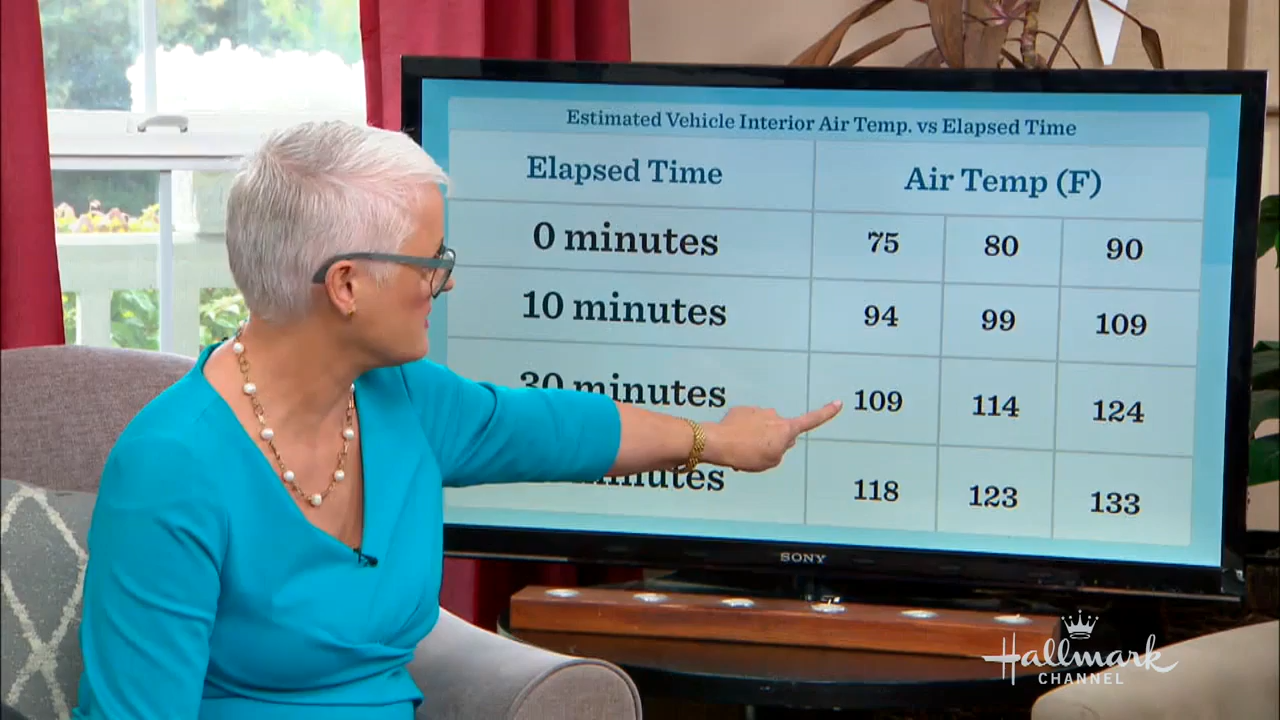 Estimated Vehicle Interior Air Temp. vs Elapsed Time
Elapsed Time Air Temp (F)
0 minutes 75 80 90
10 minutes 94 99 109
30 minutes 109 114 124
minutes 118 123 133
SONY
Hallmark
CHANNEL